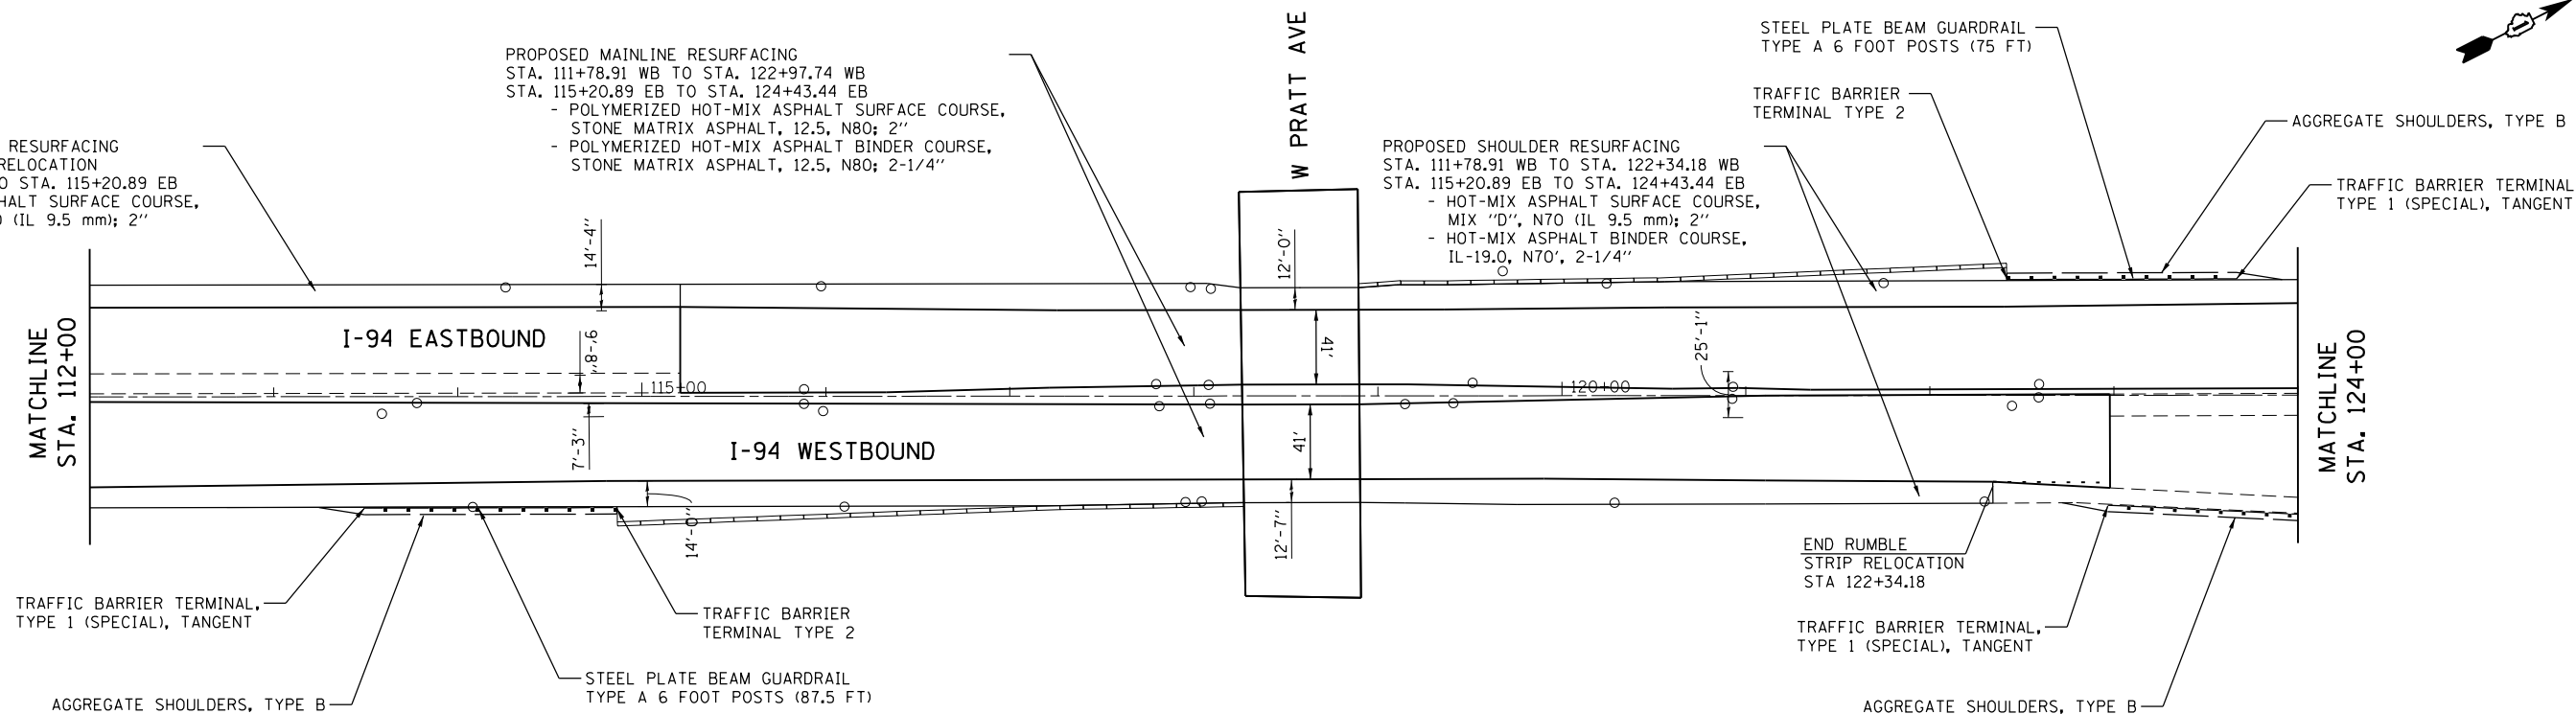 PROPOSED MAINLINE RESURFACING
STA. 111+78.91 WB TO STA. 122+97.74 WB
STA. 115+20.89 EB TO STA. 124+43.44 EB
- POLYMERIZED HOT-MIX ASPHALT SURFACE COURSE,
STONE MATRIX ASPHALT, 12.5, N80; 2''
- POLYMERIZED HOT-MIX ASPHALT BINDER COURSE,
STONE MATRIX ASPHALT, 12.5, N80; 2-1/4''
W PRATT AVE
STEEL PLATE BEAM GUARDRAIL
TYPE A 6 FOOT POSTS (75 FT)
TRAFFIC BARRIER
TERMINAL TYPE 2
AGGREGATE SHOULDERS, TYPE B
TRAFFIC BARRIER TERMINAL
TYPE 1 (SPECIAL), TANGENT
RESURFACING
RELOCATION
O STA. 115+20.89 EB
HALT SURFACE COURSE,
0 (IL 9.5 mm); 2''
PROPOSED SHOULDER RESURFACING
STA. 111+78.91 WB TO STA. 122+34.18 WB
STA. 115+20.89 EB TO STA. 124+43.44 EB
- HOT-MIX ASPHALT SURFACE COURSE,
MIX ''D'', N70 (IL 9.5 mm); 2''
- HOT-MIX ASPHALT BINDER COURSE,
IL-19.0, N70', 2-1/4''
14'-4''
12'-0''
MATCHLINE
STA. 112+00
I-94 EASTBOUND
9'-8''
41'
25'-1''
115+00
120+00
MATCHLINE
STA. 124+00
7'-3''
I-94 WESTBOUND
41'
14'-0''
12'-7''
END RUMBLE
STRIP RELOCATION
STA 122+34.18
TRAFFIC BARRIER TERMINAL,
TYPE 1 (SPECIAL), TANGENT
TRAFFIC BARRIER
TERMINAL TYPE 2
TRAFFIC BARRIER TERMINAL,
TYPE 1 (SPECIAL), TANGENT
STEEL PLATE BEAM GUARDRAIL
TYPE A 6 FOOT POSTS (87.5 FT)
AGGREGATE SHOULDERS, TYPE B
AGGREGATE SHOULDERS, TYPE B